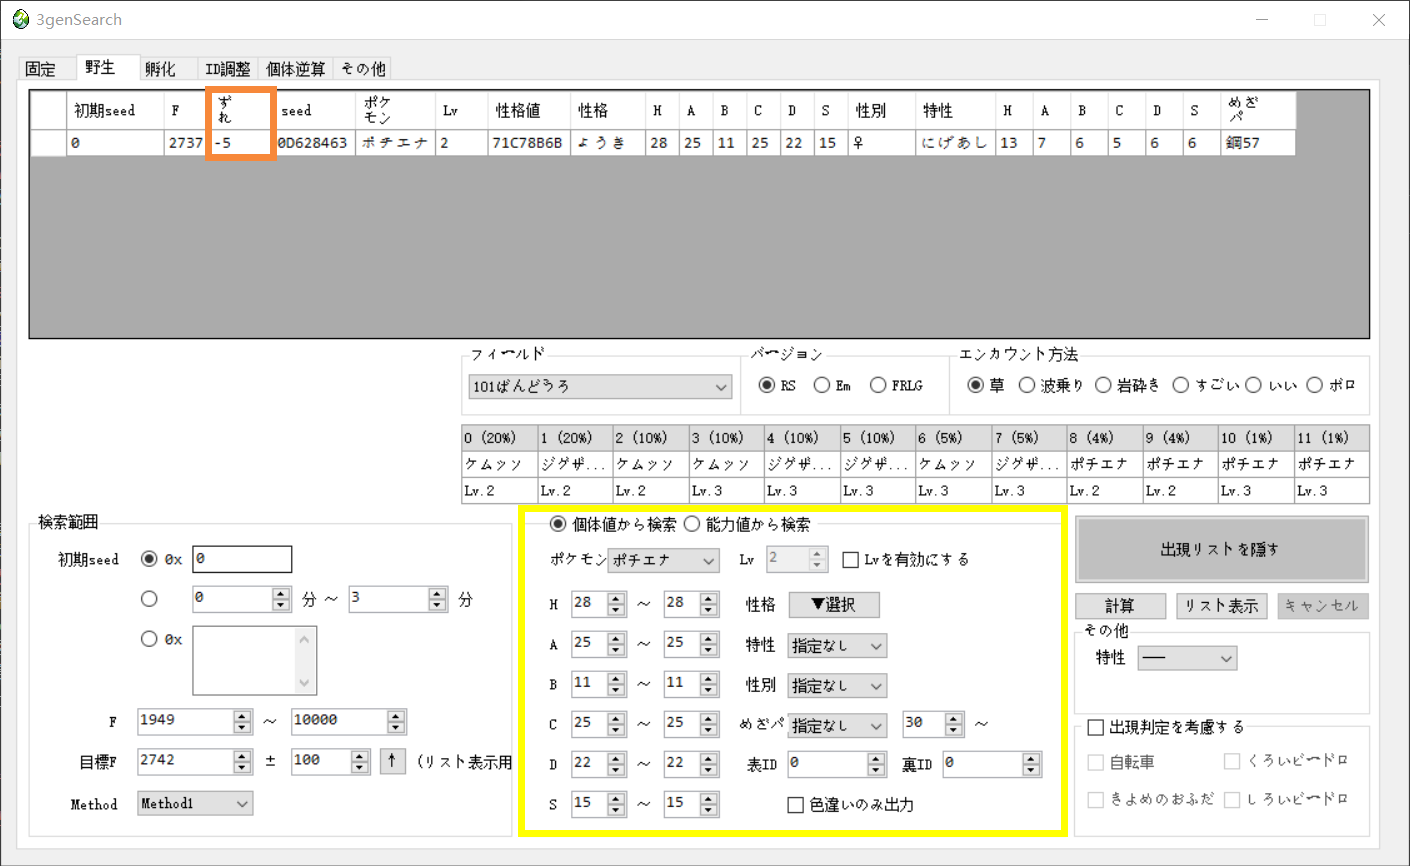 3genSearch
固定 野生 孵化 ID調整 個体逆算 その他
初期seed F ずれ seed ポケモン Lv 性格値 性格 H A B C D S 性別 特性 H A B C D S めざパ
0 2737 -5 0D628463 ポチエナ 2 71C78B6B ようき 28 25 11 25 22 15 ♀ にげあし 13 7 6 5 6 6 鋼57
フィールド バージョン エンカウント方法
101ばんどうろ RS Em FRLG 草 波乗り 岩砕き すごい いい ボロ
0 (20%) 1 (20%) 2 (10%) 3 (10%) 4 (10%) 5 (10%) 6 (5%) 7 (5%) 8 (4%) 9 (4%) 10 (1%) 11 (1%)
ケムッソ ジグザ... ケムッソ ケムッソ ジグザ... ジグザ... ケムッソ ジグザ... ポチエナ ポチエナ ポチエナ ポチエナ
Lv.2 Lv.2 Lv.2 Lv.3 Lv.3 Lv.3 Lv.3 Lv.3 Lv.2 Lv.2 Lv.3 Lv.3
検索範囲
初期seed 0x 0
0 分 ～ 3 分
0x
F 1949 ～ 10000
目標F 2742 ± 100 ↑ (リスト表示用
Method Method1
個体値から検索 能力値から検索
ポケモン ポチエナ Lv 2 Lvを有効にする
H 28 ～ 28 性格 ▼選択
A 25 ～ 25 特性 指定なし
B 11 ～ 11 性別 指定なし
C 25 ～ 25 めざパ 指定なし 30 ～
D 22 ～ 22 表ID 0 裏ID 0
S 15 ～ 15 色違いのみ出力
出現リストを隠す
計算 リスト表示 キャンセル
その他
特性 ―
出現判定を考慮する
自転車 くろいビードロ
きよめのおふだ しろいビードロ